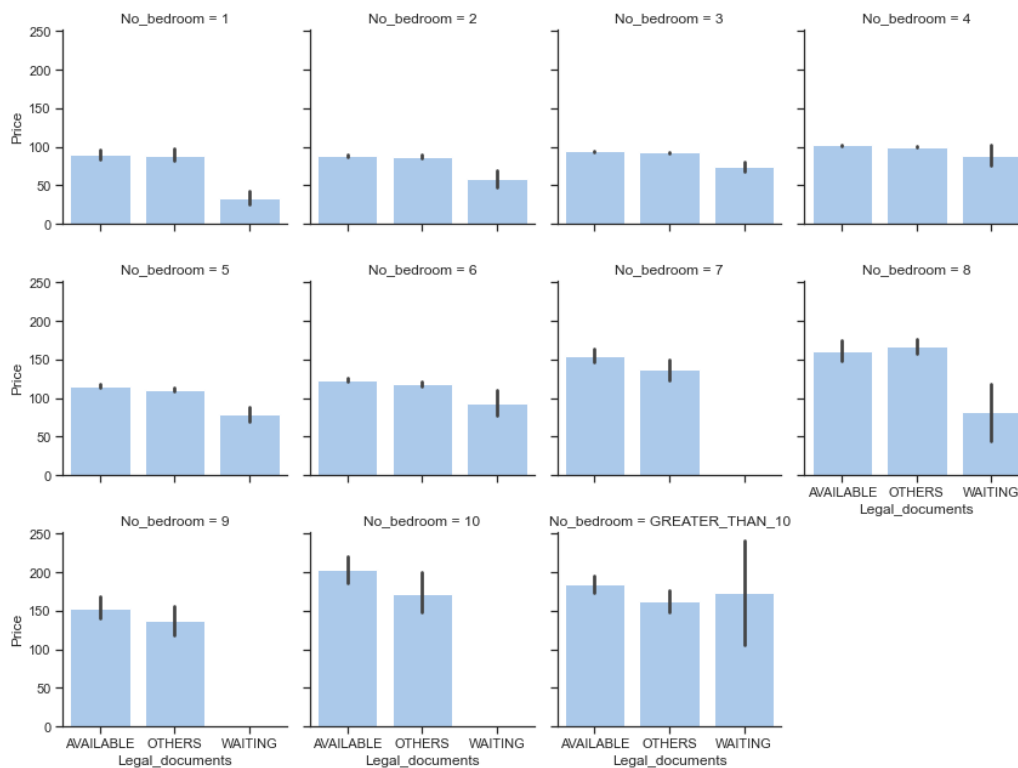 No_bedroom = 1
No_bedroom = 2
No_bedroom = 3
No_bedroom = 4
250
200
150
100
50
0
Price
No_bedroom = 5
No_bedroom = 6
No_bedroom = 7
No_bedroom = 8
250
200
150
100
50
0
Price
AVAILABLE OTHERS WAITING
Legal_documents
No_bedroom = 9
No_bedroom = 10
No_bedroom = GREATER_THAN_10
250
200
150
100
50
0
Price
AVAILABLE OTHERS WAITING
Legal_documents
AVAILABLE OTHERS WAITING
Legal_documents
AVAILABLE OTHERS WAITING
Legal_documents